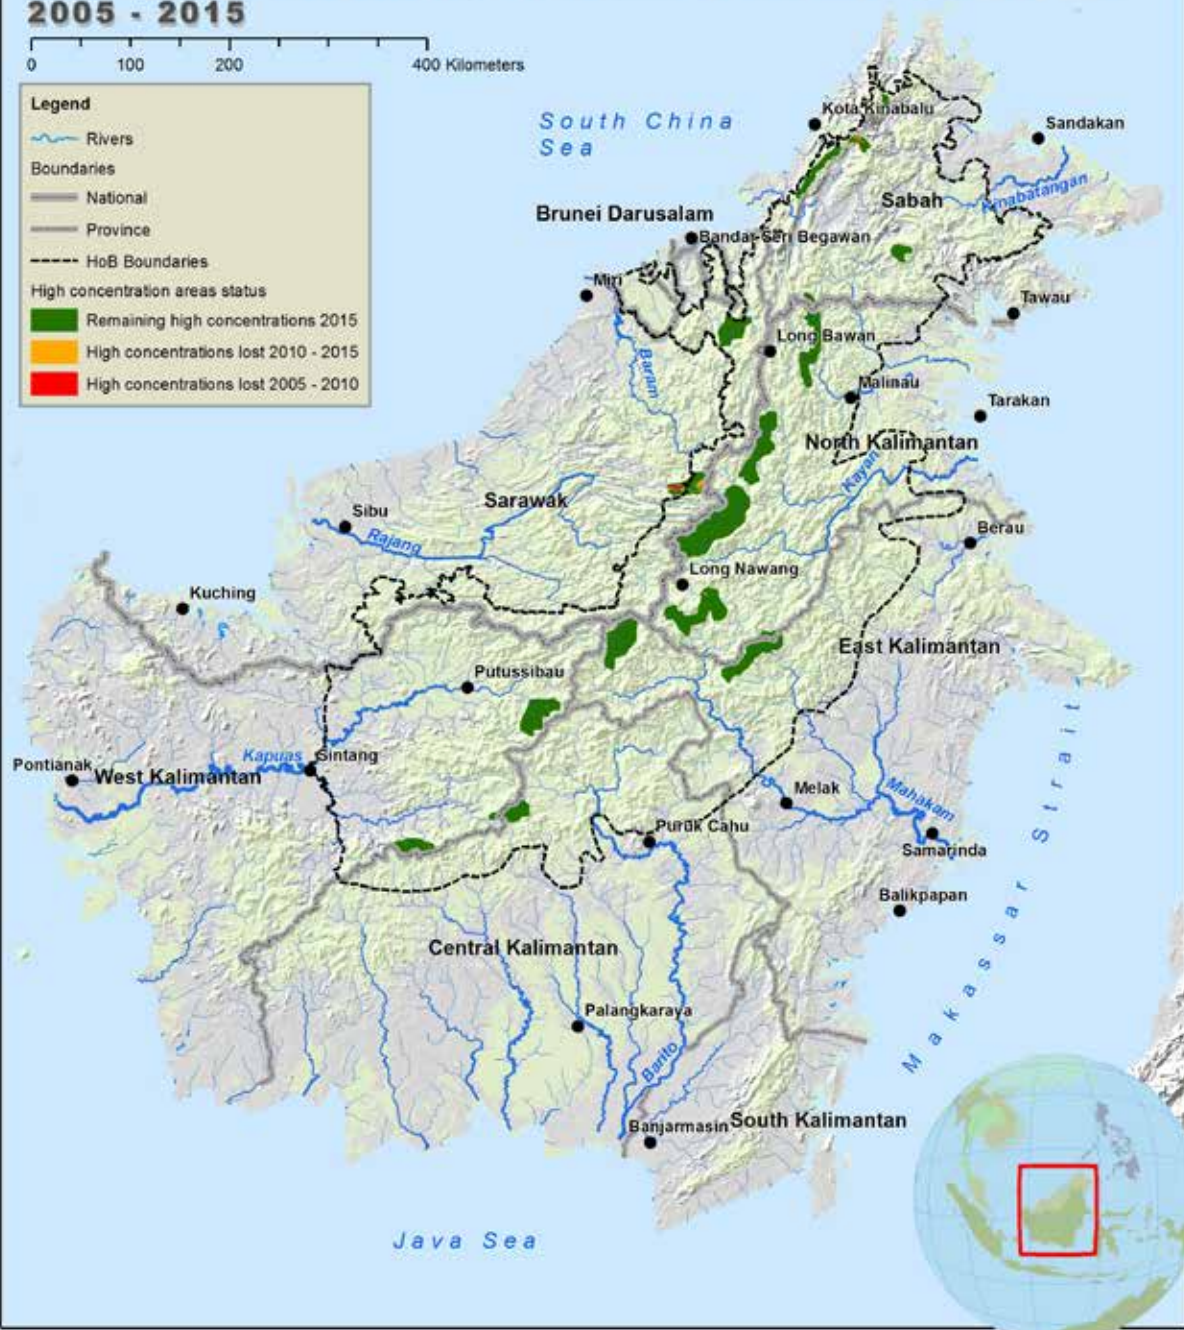 2005 - 2015
0 100 200 400 Kilometers
Legend
Rivers
Boundaries
National
Province
HoB Boundaries
High concentration areas status
Remaining high concentrations 2015
High concentrations lost 2010 - 2015
High concentrations lost 2005 - 2010
South China
Sea
Kota Kinabalu
Sandakan
Kinabatangan
Sabah
Brunei Darusalam
Bandar Seri Begawan
Miri
Tawau
Long Bawan
Baram
Malinau
Tarakan
North Kalimantan
Kayan
Sarawak
Sibu
Rajang
Berau
Long Nawang
Kuching
East Kalimantan
Putussibau
Kapuas
Sintang
Pontianak
West Kalimantan
Melak
Mahakam
Puruk Cahu
Samarinda
Balikpapan
Makassar Strait
Central Kalimantan
Palangkaraya
Barito
Banjarmasin
South Kalimantan
Java Sea